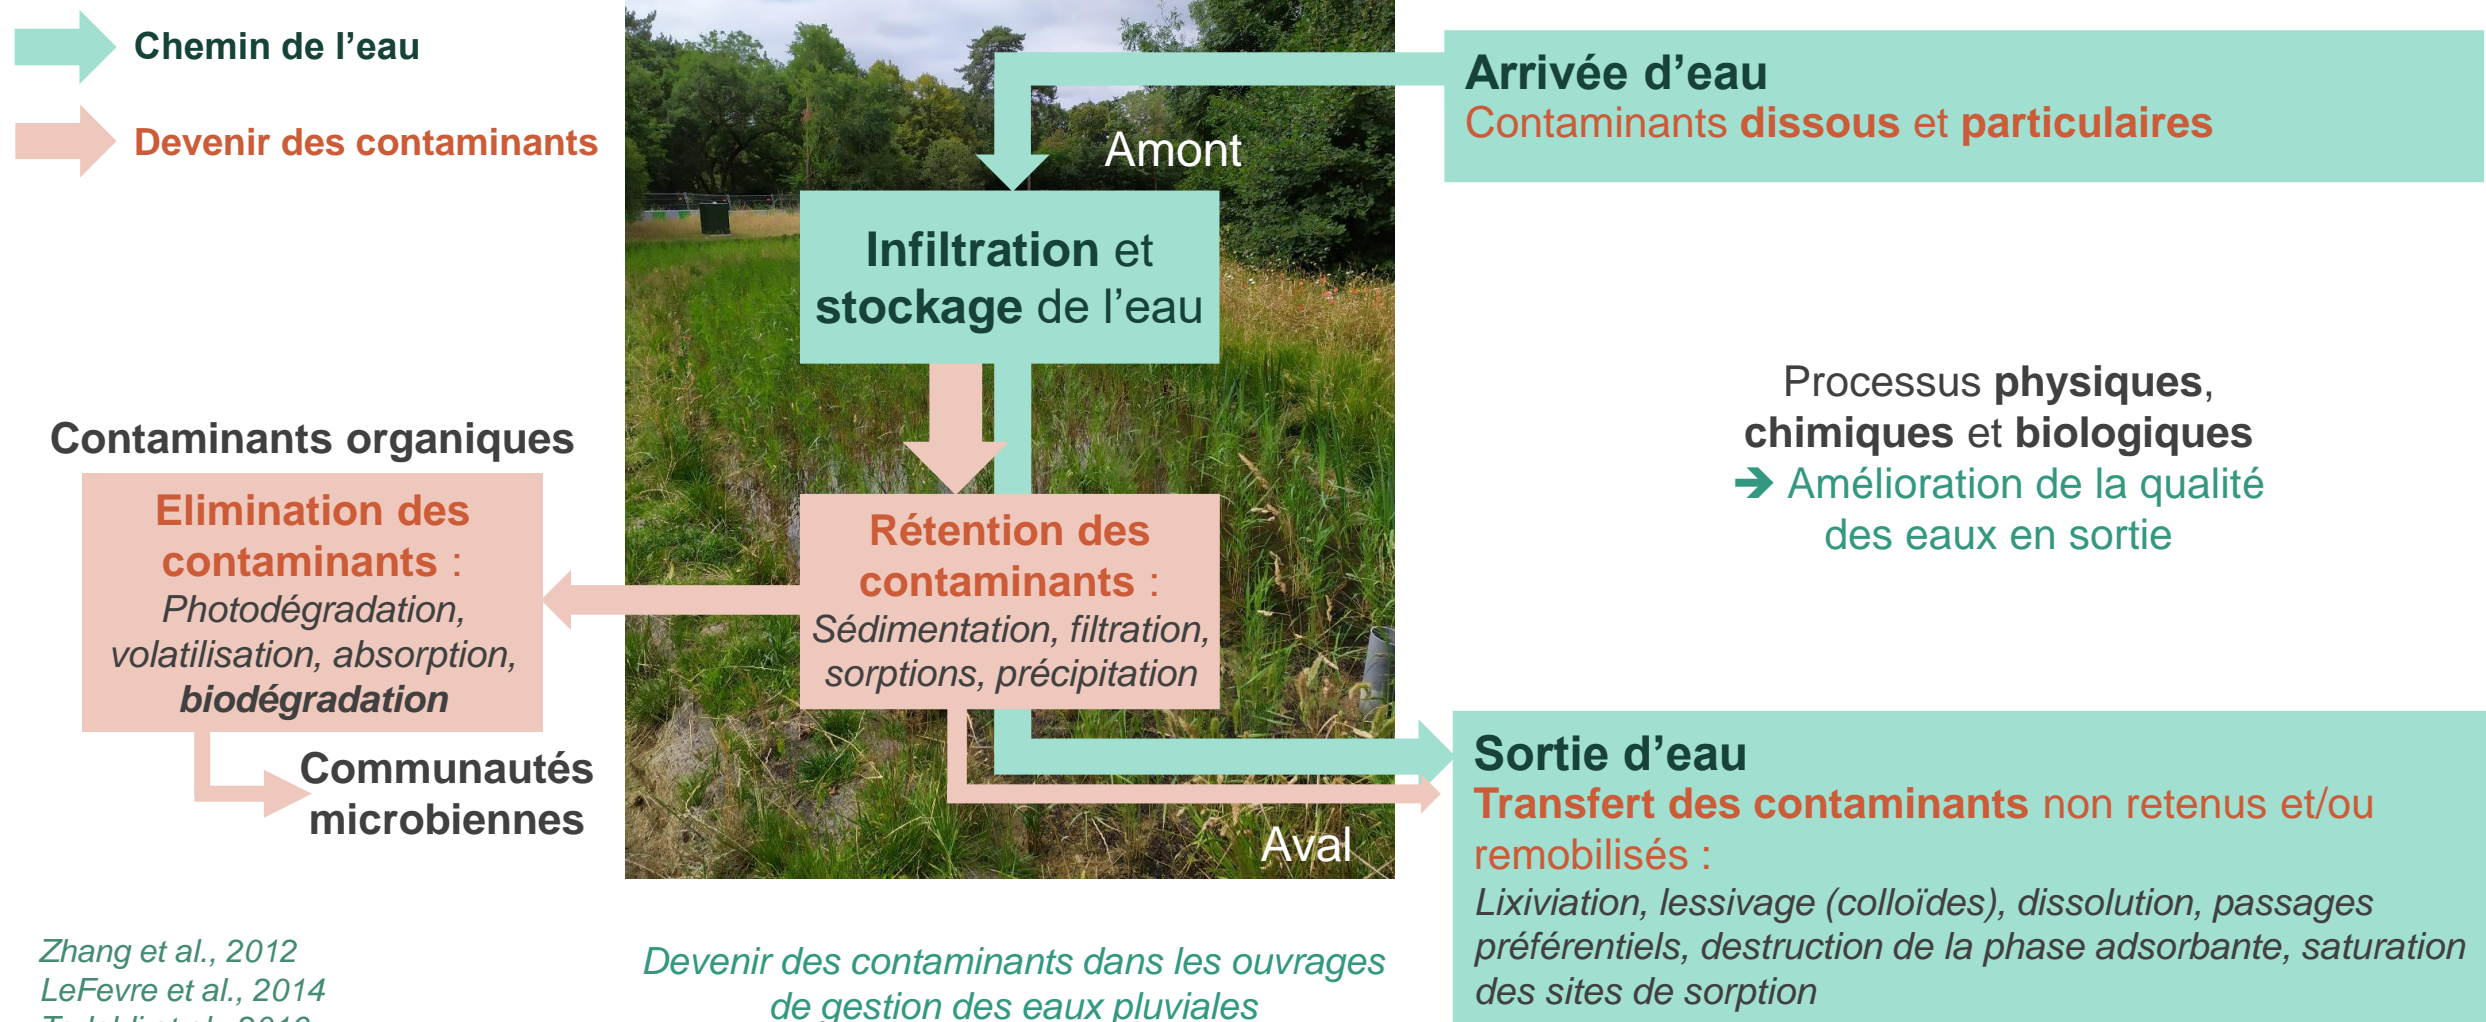 Chemin de l'eau
Devenir des contaminants
Arrivée d'eau
Contaminants dissous et particulaires
Amont
Infiltration et
stockage de l'eau
Processus physiques,
chimiques et biologiques
➔ Amélioration de la qualité
des eaux en sortie
Contaminants organiques
Elimination des
contaminants :
Photodégradation,
volatilisation, absorption,
biodégradation
Rétention des
contaminants :
Sédimentation, filtration,
sorptions, précipitation
Communautés
microbiennes
Sortie d'eau
Transfert des contaminants non retenus et/ou
remobilisés :
Lixiviation, lessivage (colloïdes), dissolution, passages
préférentiels, destruction de la phase adsorbante, saturation
des sites de sorption
Aval
Zhang et al., 2012
LeFevre et al., 2014
Devenir des contaminants dans les ouvrages
de gestion des eaux pluviales